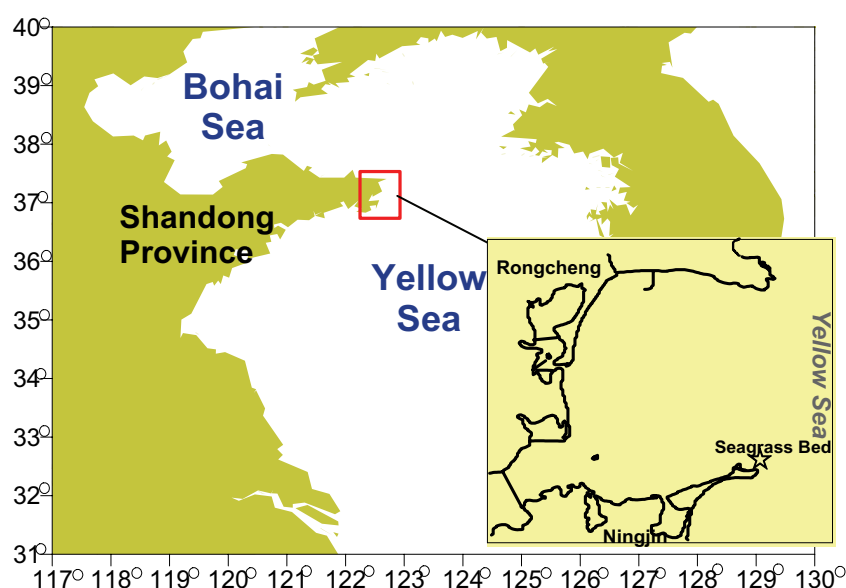 40°
39°
38°
37°
36°
35°
34°
33°
32°
31°
Bohai
Sea
Shandong
Province
Yellow
Sea
Rongcheng
Yellow Sea
Seagrass Bed
Ningjin
117° 118° 119° 120° 121° 122° 123° 124° 125° 126° 127° 128° 129° 130°